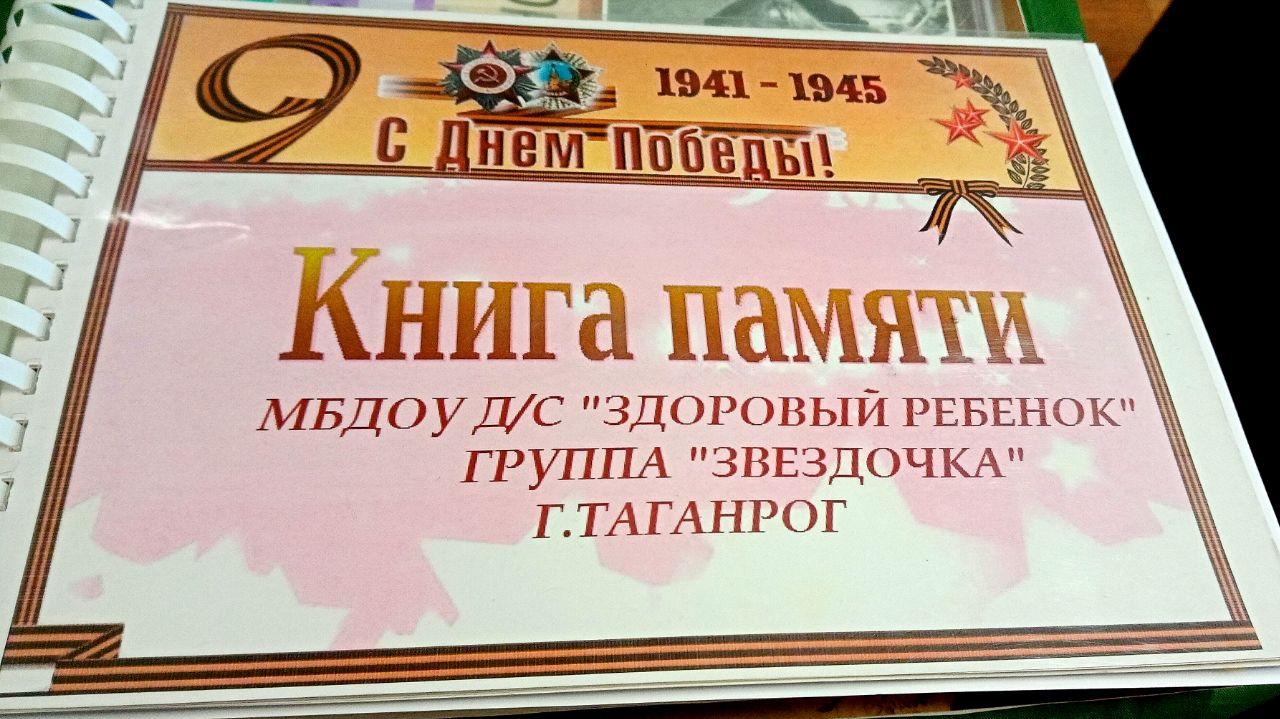 1941 - 1945
С Днем Победы!
Книга памяти
МБДОУ Д/С "ЗДОРОВЫЙ РЕБЕНОК"
ГРУППА "ЗВЕЗДОЧКА"
Г.ТАГАНРОГ